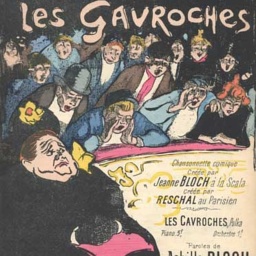 LES GAVROCHES
Chansonnette comique
Créée par
Jeanne BLOCH à la Scala
créée par
RESCHAL au Parisien
LES GAVROCHES, Polka
Piano 5f Orchestre 1f
Paroles de